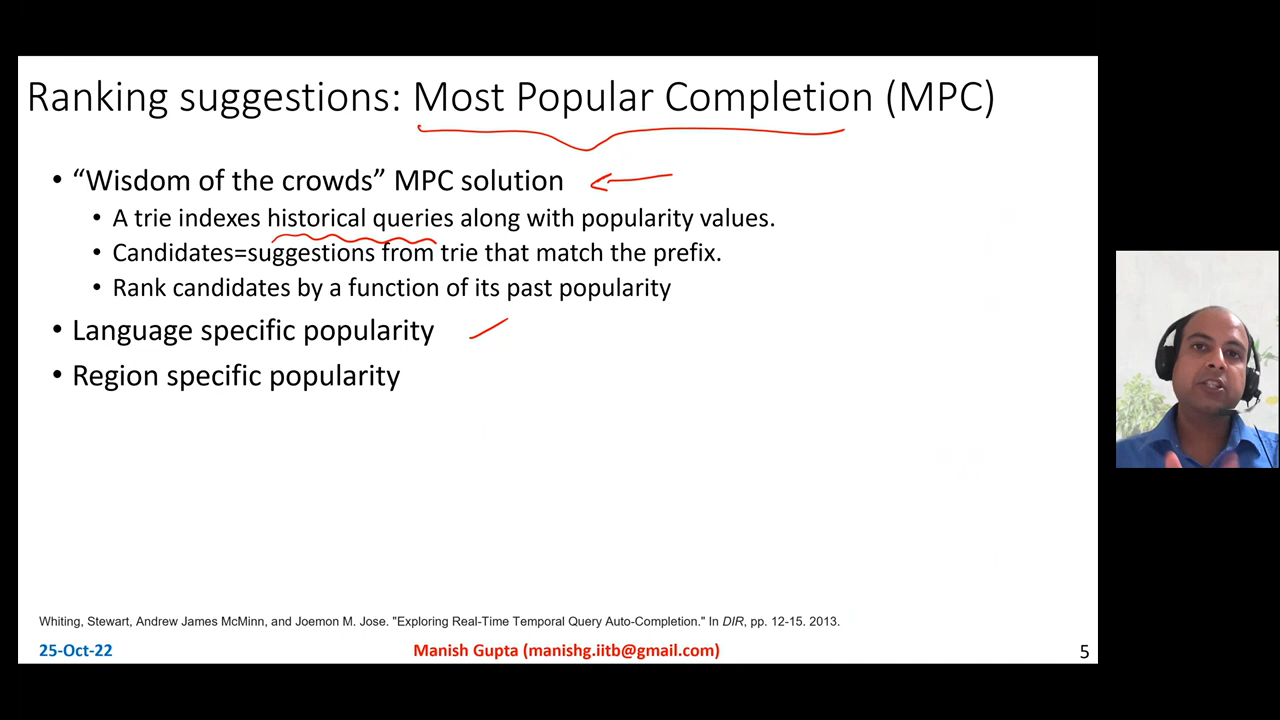 Ranking suggestions: Most Popular Completion (MPC)
• “Wisdom of the crowds” MPC solution
• A trie indexes historical queries along with popularity values.
• Candidates=suggestions from trie that match the prefix.
• Rank candidates by a function of its past popularity
• Language specific popularity
• Region specific popularity
Whiting, Stewart, Andrew James McMinn, and Joemon M. Jose. "Exploring Real-Time Temporal Query Auto-Completion." In DIR, pp. 12-15. 2013.
25-Oct-22 Manish Gupta (manishg.iitb@gmail.com) 5